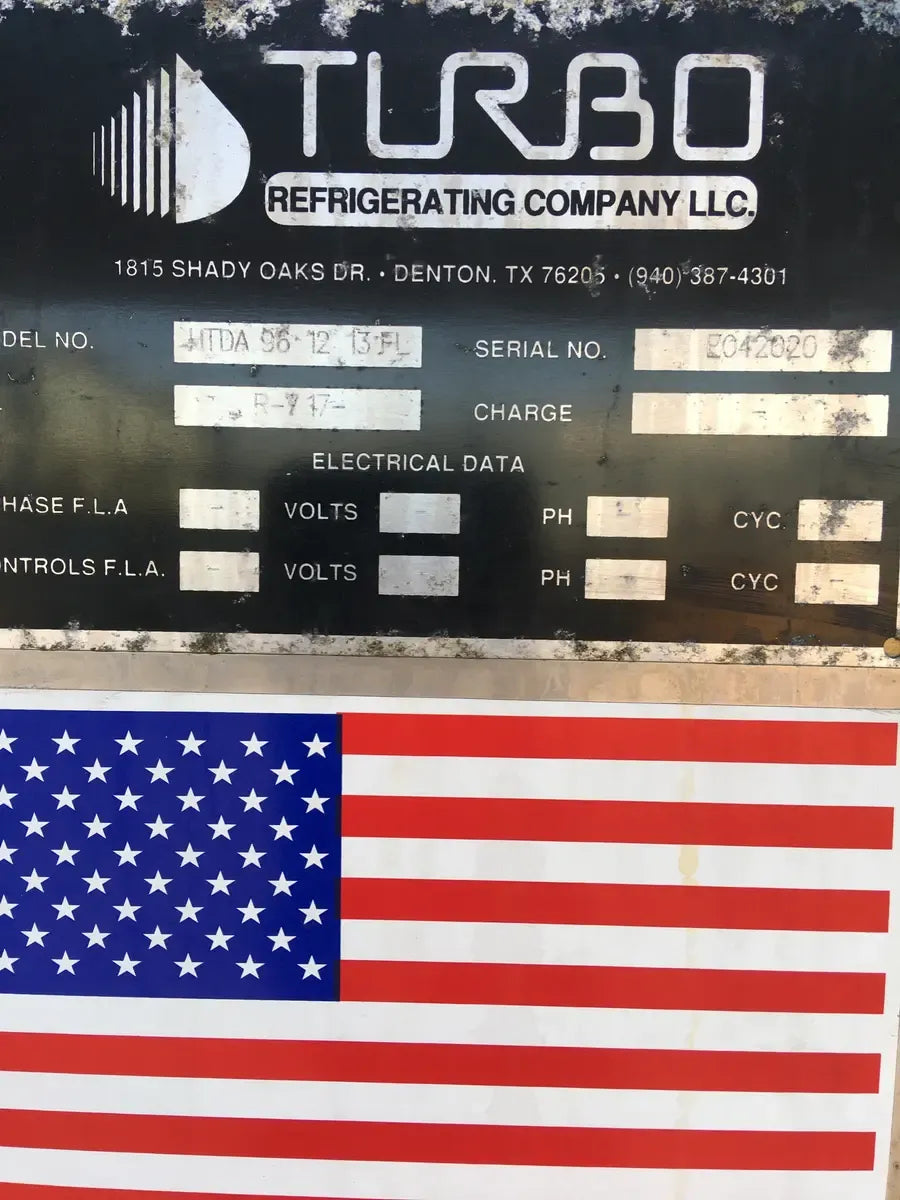 TURBO
REFRIGERATING COMPANY LLC.
1815 SHADY OAKS DR. • DENTON. TX 76205 • (940) 387-4301
DEL NO. HTDA 96 12 13 FL SERIAL NO. E042020
R-717- CHARGE -
ELECTRICAL DATA
HASE F.L.A - VOLTS - PH - CYC. -
NTROLS F.L.A. - VOLTS - PH - CYC -